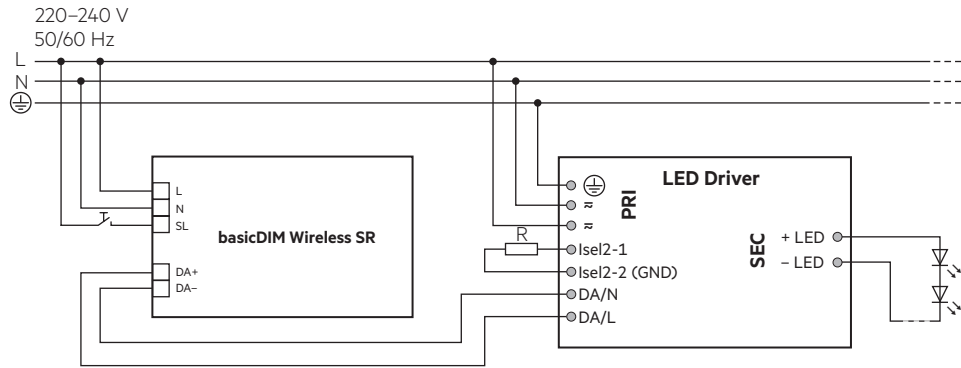 220–240 V
50/60 Hz
L
N
L
N
SL
basicDIM Wireless SR
DA+
DA–
LED Driver
PRI
≂
≂
R
Isel2-1
Isel2-2 (GND)
DA/N
DA/L
SEC
+ LED
– LED